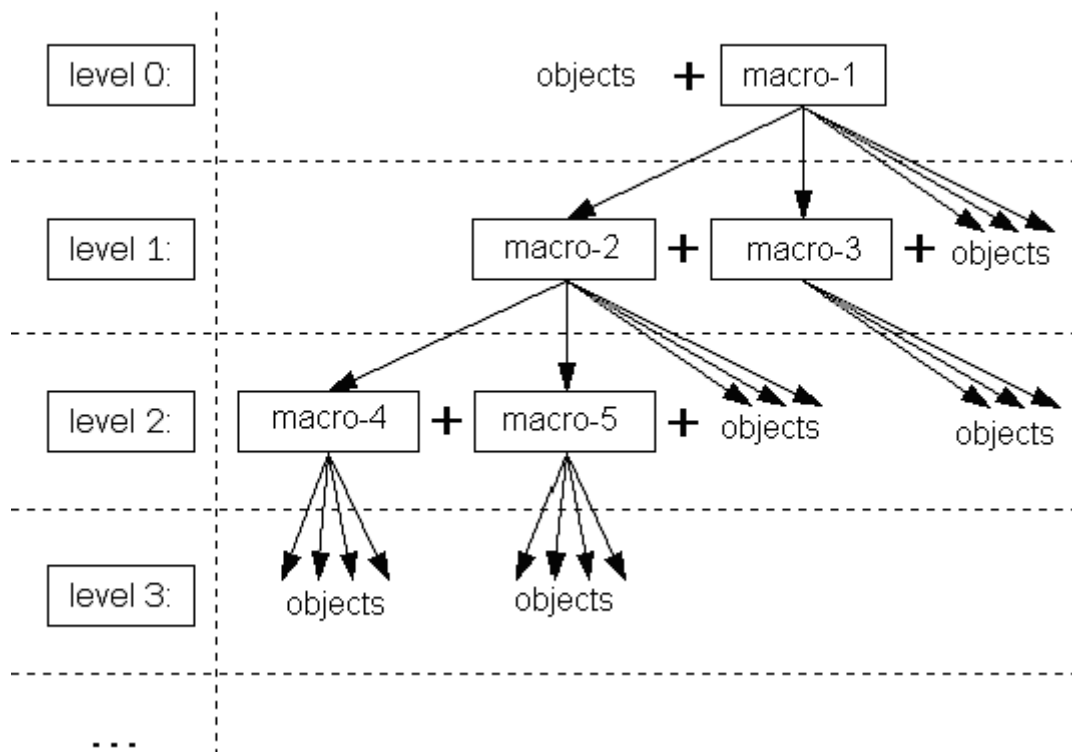 level 0: objects + macro-1
level 1: macro-2 + macro-3 + objects
level 2: macro-4 + macro-5 + objects objects
level 3: objects objects
...